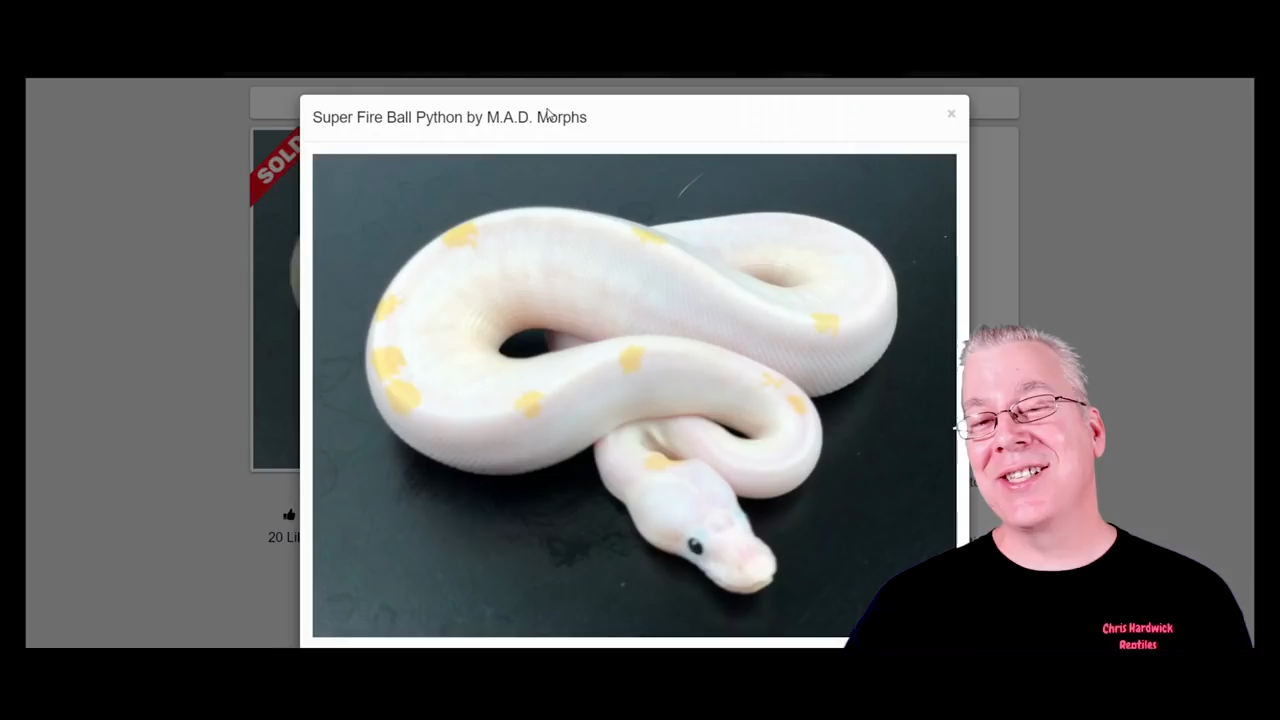 Super Fire Ball Python by M.A.D. Morphs
×
SOLD
20 Li
Chris Hardwick
Reptiles